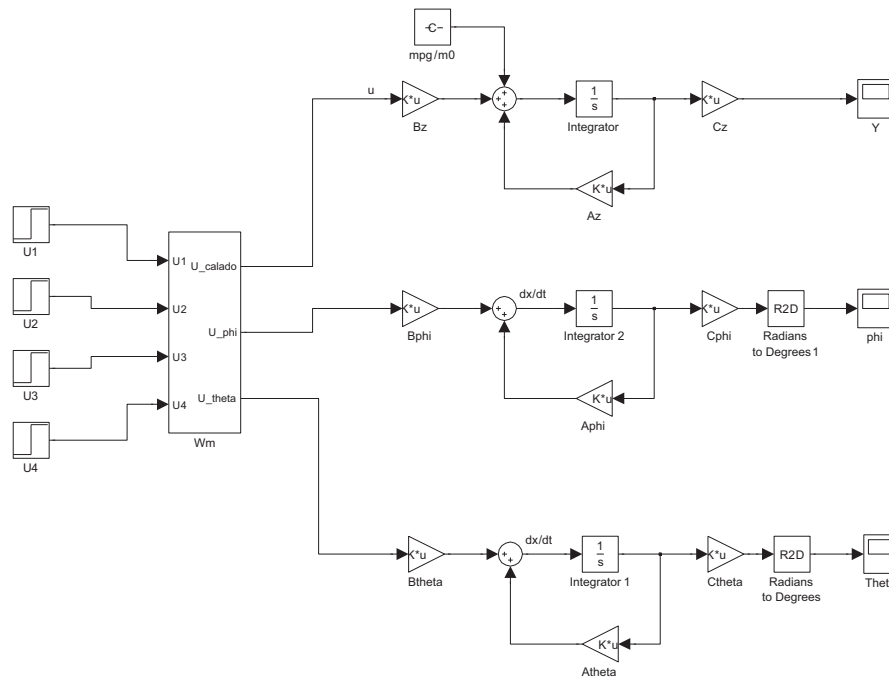 -C-
mpg/m0
u
K*u
Bz
+
+
+
1
s
Integrator
K*u
Cz
Y
K*u
Az
U1
U2
U3
U4
U1
U2
U3
U4
U_calado
U_phi
U_theta
Wm
K*u
Bphi
+
+
dx/dt
1
s
Integrator 2
K*u
Cphi
R2D
Radians
to Degrees 1
phi
K*u
Aphi
K*u
Btheta
+
+
dx/dt
1
s
Integrator 1
K*u
Ctheta
R2D
Radians
to Degrees
Thet
K*u
Atheta